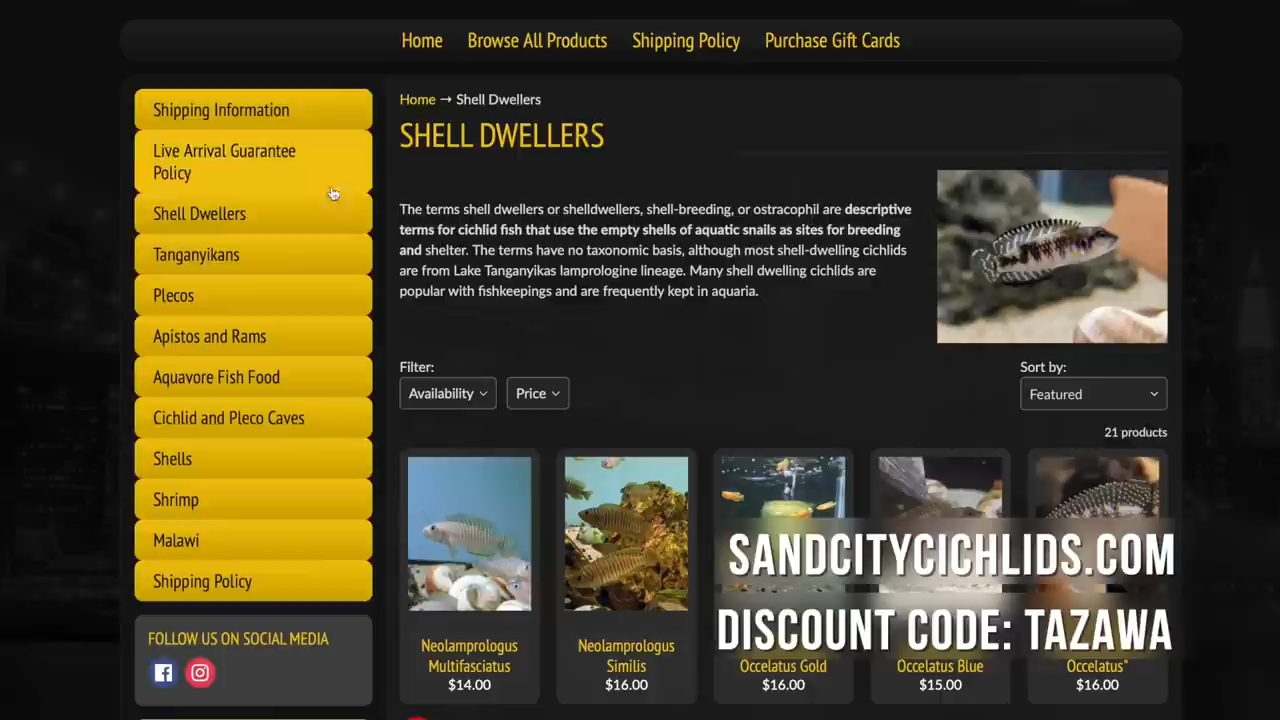 Home Browse All Products Shipping Policy Purchase Gift Cards
Shipping Information
Live Arrival Guarantee
Policy
Shell Dwellers
Tanganyikans
Plecos
Apistos and Rams
Aquavore Fish Food
Cichlid and Pleco Caves
Shells
Shrimp
Malawi
Shipping Policy
FOLLOW US ON SOCIAL MEDIA
Home → Shell Dwellers
SHELL DWELLERS
The terms shell dwellers or shelldwellers, shell-breeding, or ostracophil are descriptive
terms for cichlid fish that use the empty shells of aquatic snails as sites for breeding
and shelter. The terms have no taxonomic basis, although most shell-dwelling cichlids
are from Lake Tanganyikas lamprologine lineage. Many shell dwelling cichlids are
popular with fishkeepings and are frequently kept in aquaria.
Filter:
Availability
Price
Sort by:
Featured
21 products
Neolamprologus
Multifasciatus
$14.00
Neolamprologus
Similis
$16.00
Occelatus Gold
$16.00
Occelatus Blue
$15.00
Occelatus"
$16.00
SANDCITYCICHLIDS.COM
DISCOUNT CODE: TAZAWA